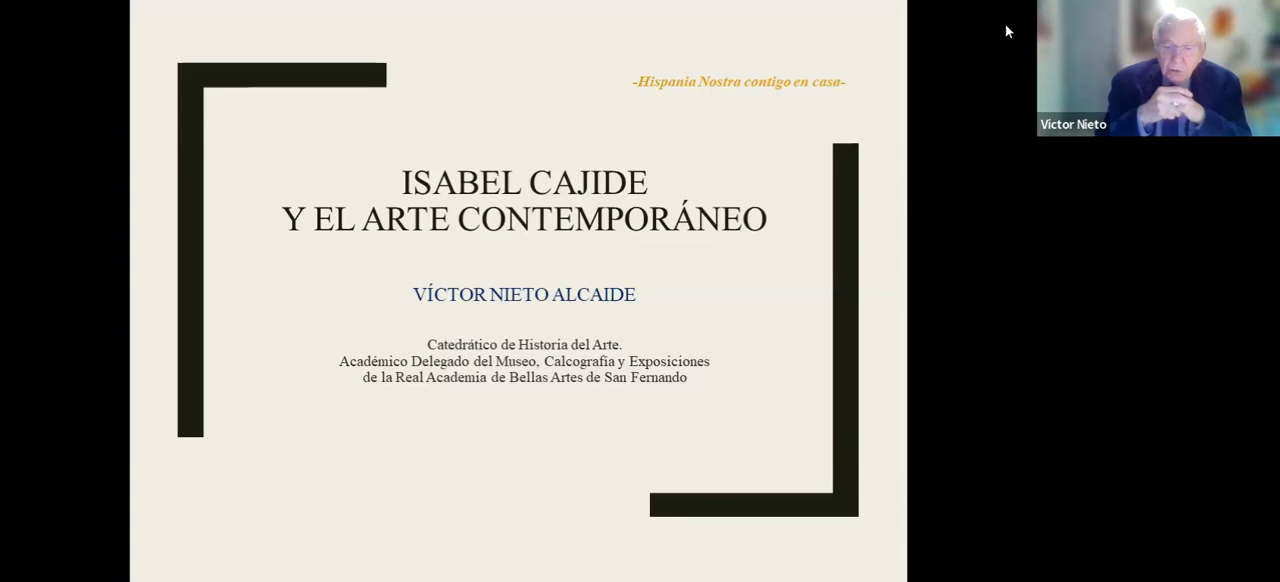 -Hispania Nostra contigo en casa-
Víctor Nieto
ISABEL CAJIDE
Y EL ARTE CONTEMPORÁNEO
VÍCTOR NIETO ALCAIDE
Catedrático de Historia del Arte.
Académico Delegado del Museo, Calcografía y Exposiciones
de la Real Academia de Bellas Artes de San Fernando